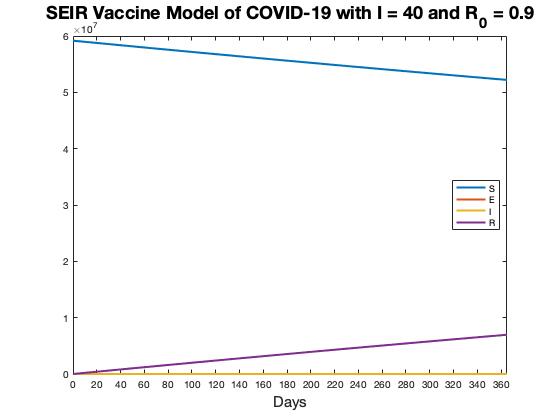 SEIR Vaccine Model of COVID-19 with I = 40 and R0 = 0.9
×10^7
6
5
4
3
2
1
0
S
E
I
R
0 20 40 60 80 100 120 140 160 180 200 220 240 260 280 300 320 340 360
Days